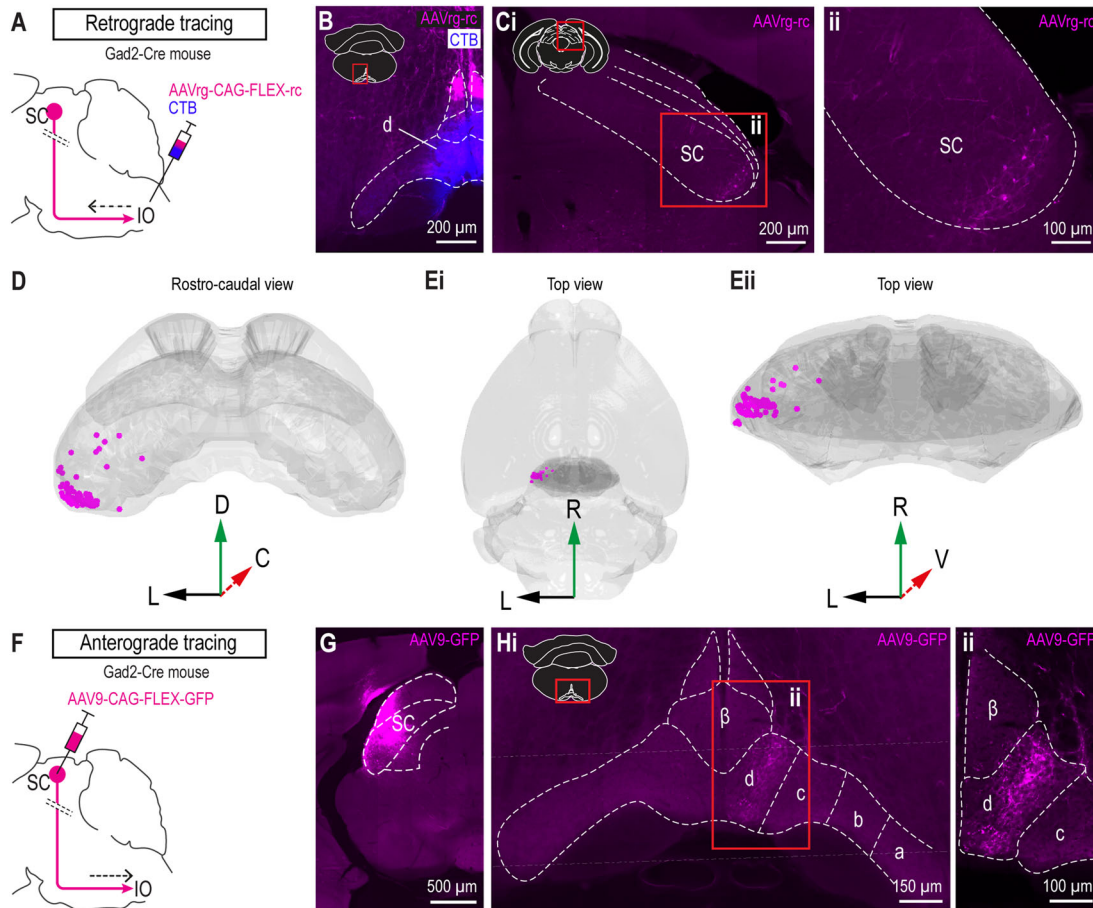 A
Retrograde tracing
Gad2-Cre mouse
AAVrg-CAG-FLEX-rc
CTB
SC
IO
B
AAVrg-rc
CTB
d
200 µm
Ci
AAVrg-rc
ii
SC
200 µm
ii
AAVrg-rc
SC
100 µm
D
Rostro-caudal view
D
C
L
Ei
Top view
R
L
Eii
Top view
R
V
L
F
Anterograde tracing
Gad2-Cre mouse
AAV9-CAG-FLEX-GFP
SC
IO
G
AAV9-GFP
SC
500 µm
Hi
AAV9-GFP
ii
β
d
c
b
a
150 µm
ii
AAV9-GFP
β
d
c
100 µm